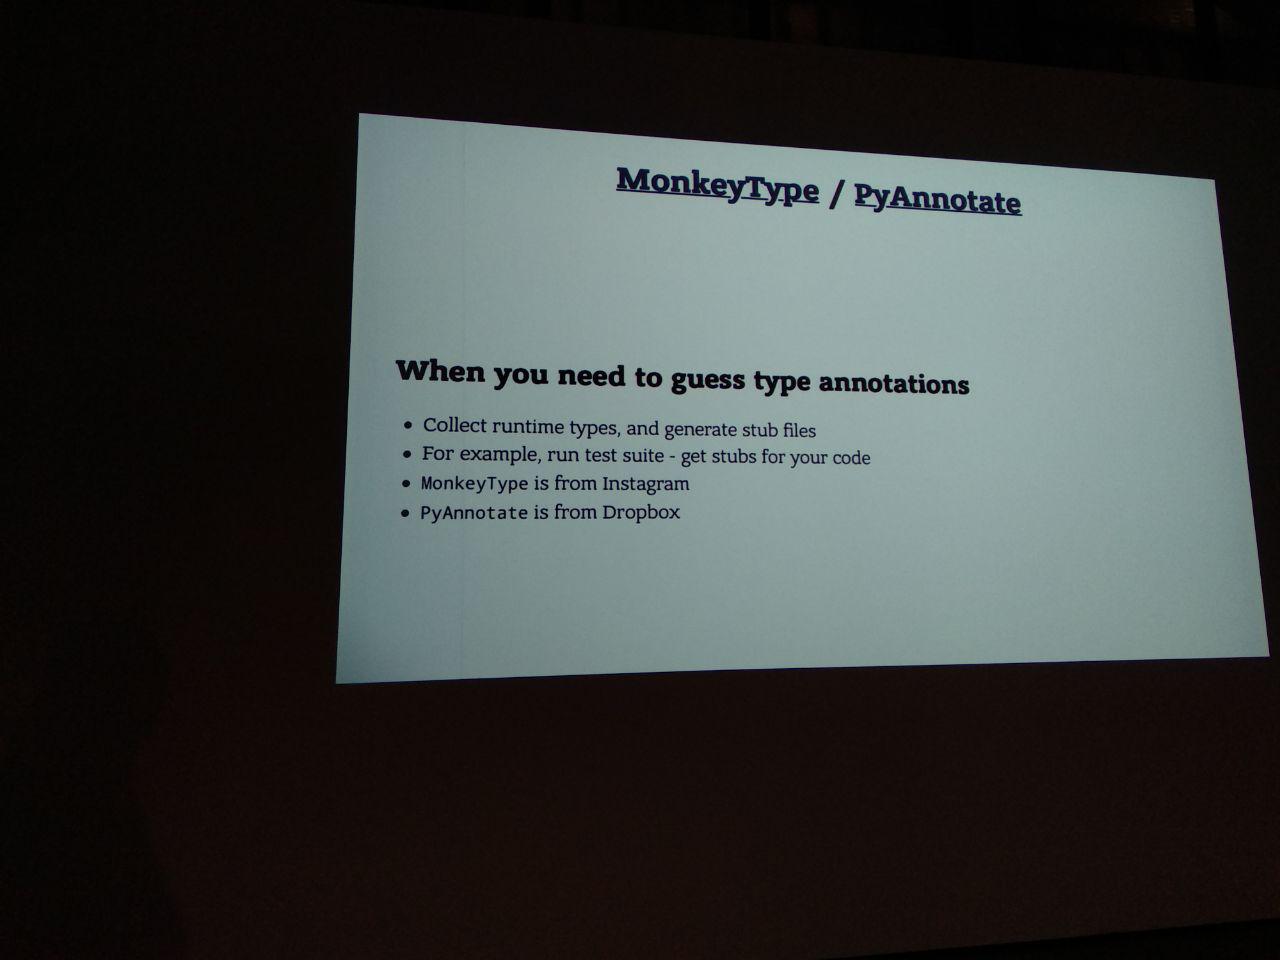 MonkeyType / PyAnnotate
When you need to guess type annotations
• Collect runtime types, and generate stub files
• For example, run test suite - get stubs for your code
• MonkeyType is from Instagram
• PyAnnotate is from Dropbox